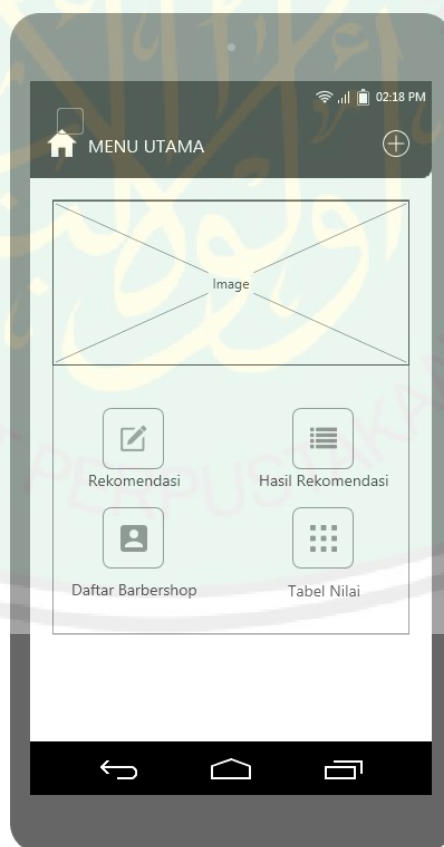 02:18 PM
MENU UTAMA
Image
Rekomendasi
Hasil Rekomendasi
Daftar Barbershop
Tabel Nilai